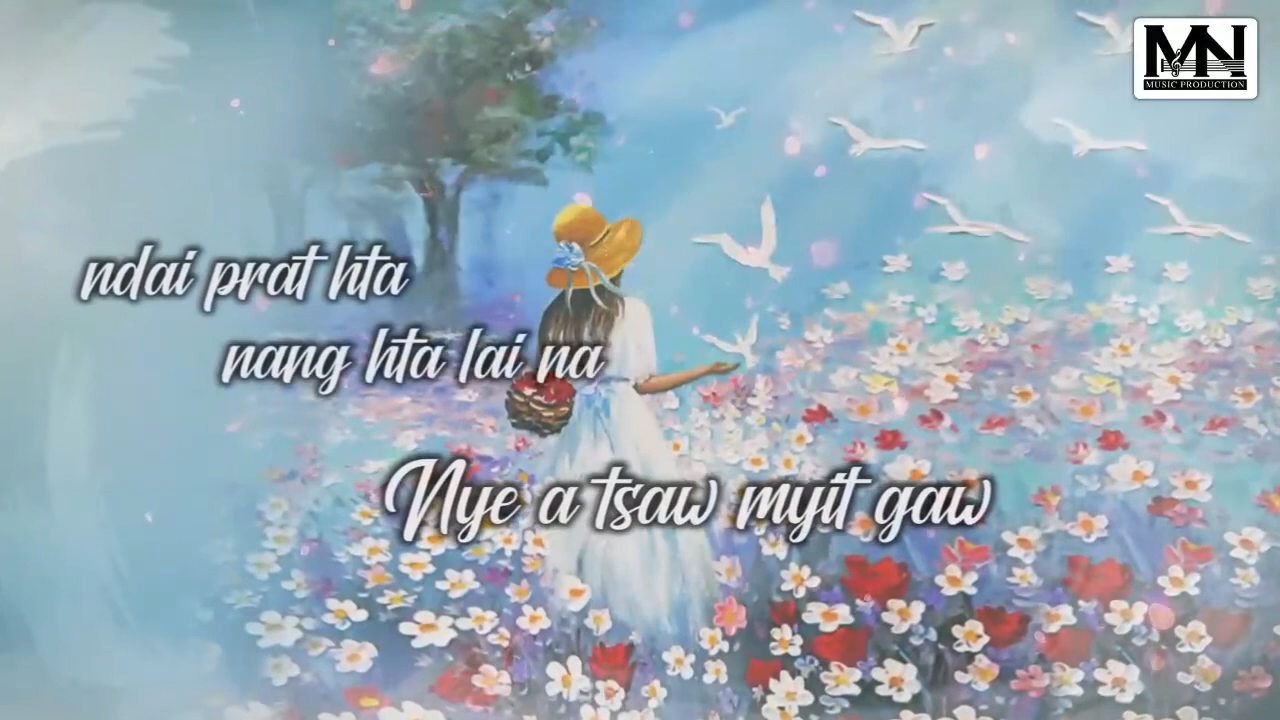 MN
MUSIC PRODUCTION
ndai prat hta
nang hta lai na
Nye a tsaw myit gaw